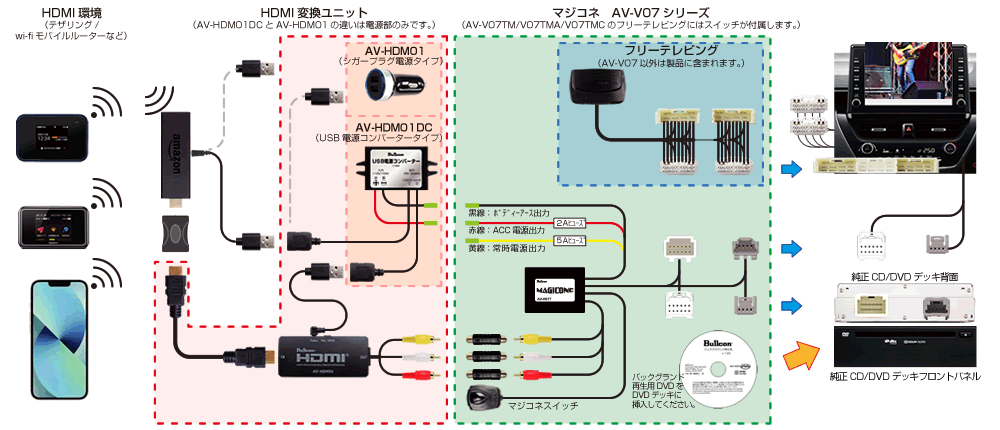 HDMI 環境
（テザリング /
wi-fi モバイルルーターなど）
HDMI 変換ユニット
（AV-HDM01DC と AV-HDM01 の違いは電源部のみです。）
マジコネ　AV-V07 シリーズ
（AV-V07TM/V07TMA/V07TMC のフリーテレビングにはスイッチが付属します。）
amazon
AV-HDM01
（シガープラグ電源タイプ）
AV-HDM01DC
（USB 電源コンバータータイプ）
Bullcon
USB電源コンバーター
フリーテレビング
（AV-V07 以外は製品に含まれます。）
黒線：ﾎﾞﾃﾞｨｰｱｰｽ出力
赤線：ACC 電源出力
2Aﾋｭｰｽﾞ
黄線：常時電源出力
5Aﾋｭｰｽﾞ
Bullcon
MAGICONE
Bullcon
HDMI
AV-HDM01
マジコネスイッチ
Bullcon
バックグランド
再生用 DVD を
DVD デッキに
挿入してください。
純正 CD/DVD デッキ背面
純正 CD/DVD デッキフロントパネル